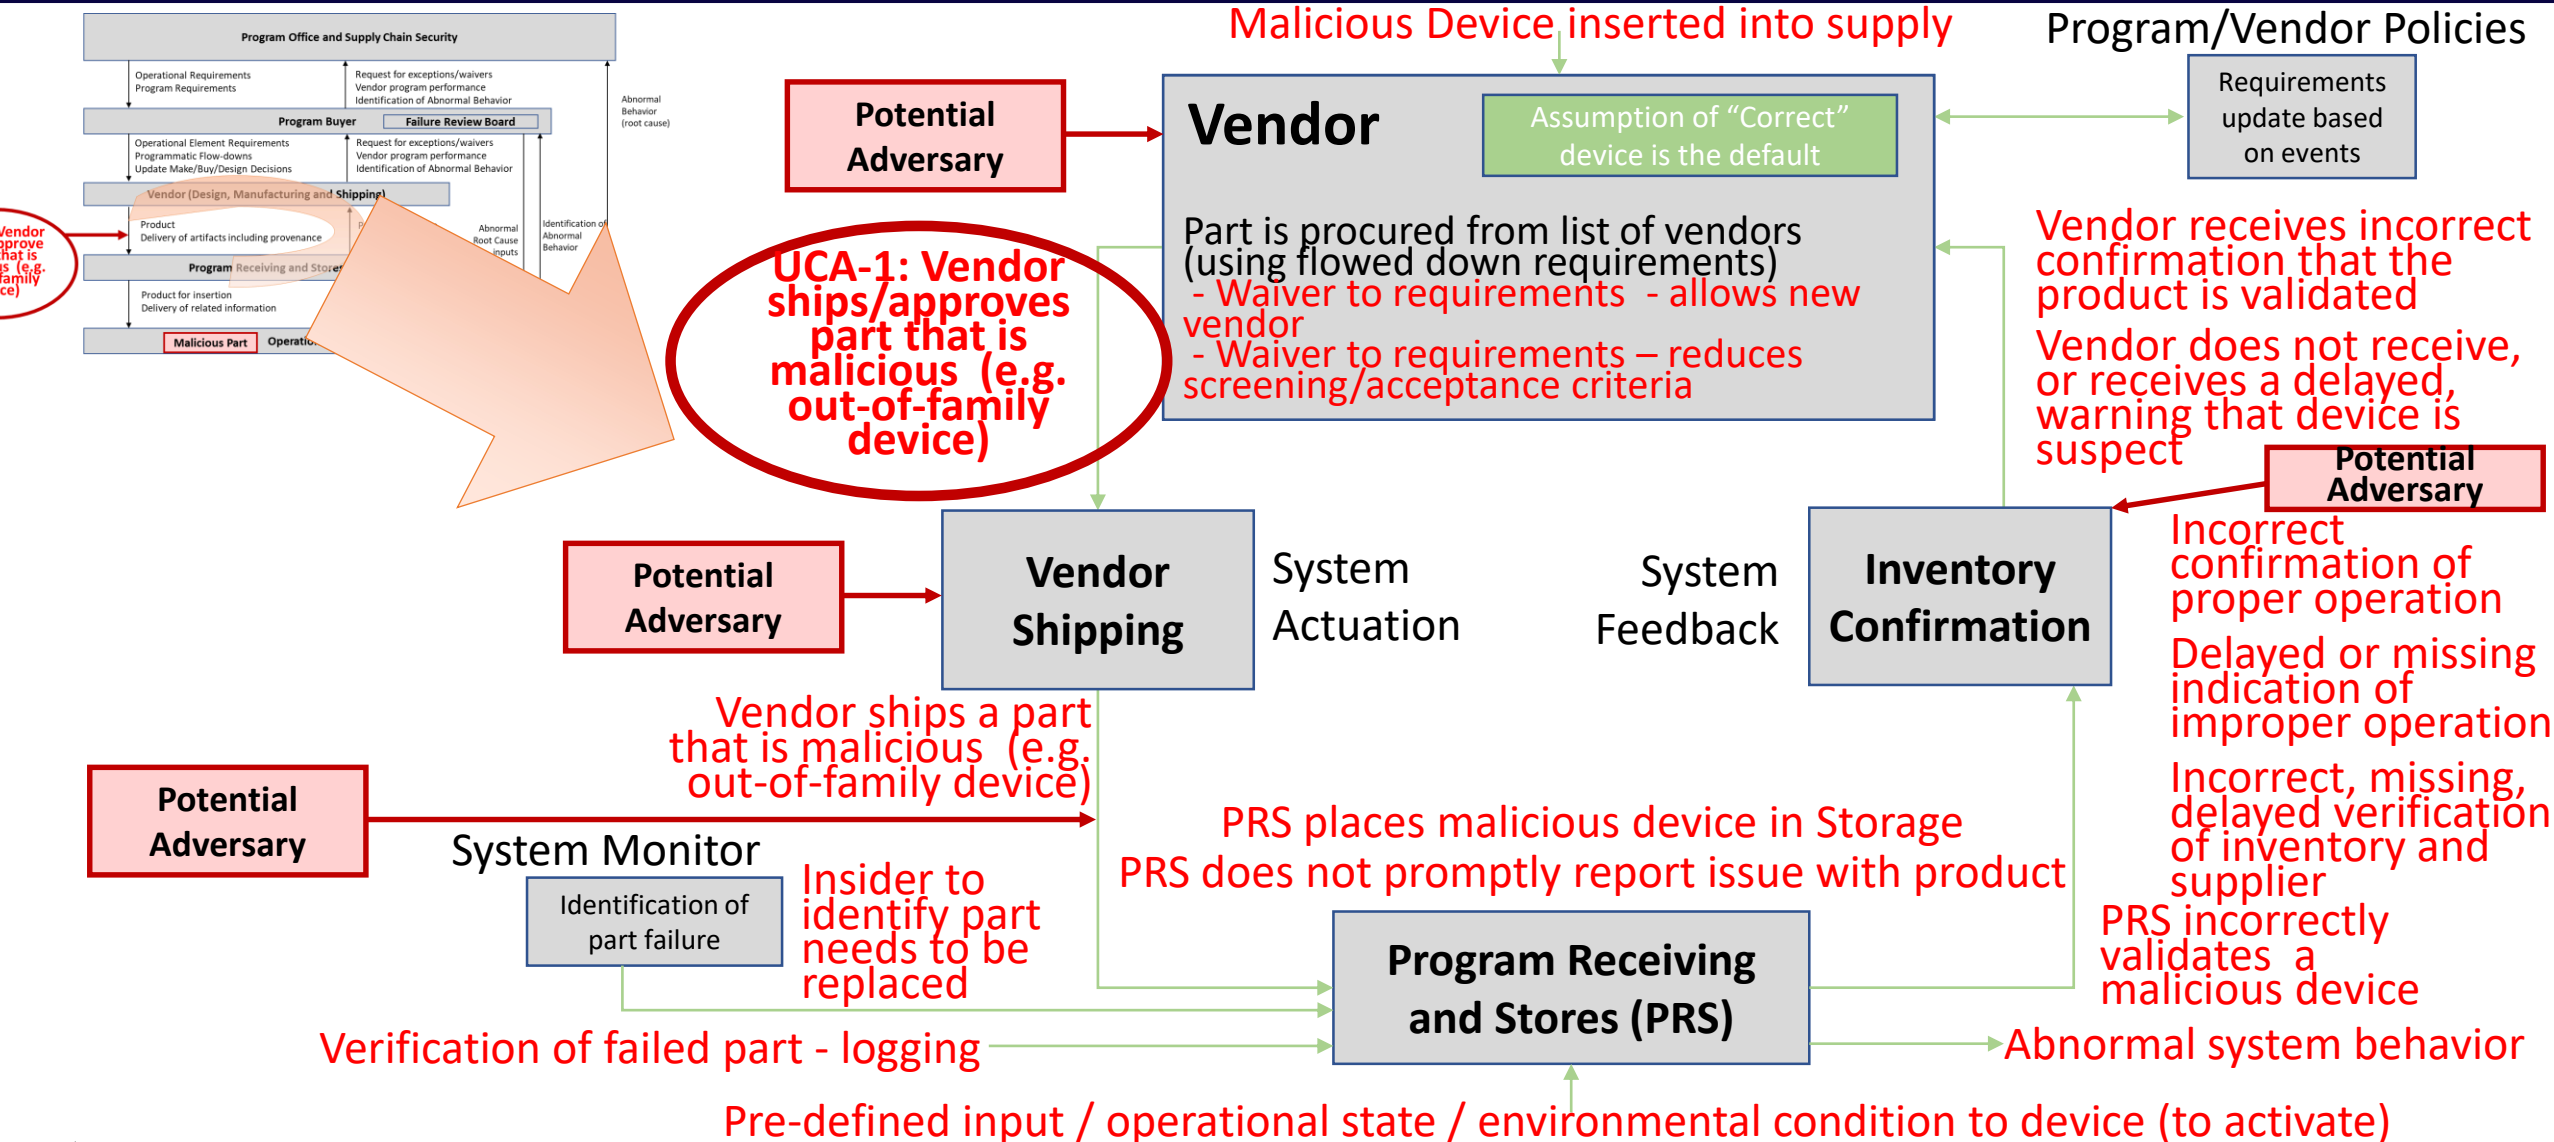 Program Office and Supply Chain Security
Operational Requirements
Program Requirements
Request for exceptions/waivers
Vendor program performance
Identification of Abnormal Behavior
Abnormal
Behavior
(root cause)
Program Buyer
Failure Review Board
Operational Element Requirements
Programmatic Flow-downs
Update Make/Buy/Design Decisions
Request for exceptions/waivers
Vendor program performance
Identification of Abnormal Behavior
Vendor (Design, Manufacturing and Shipping)
Product
Delivery of artifacts including provenance
Abnormal
Root Cause
inputs
Identification of
Abnormal
Behavior
Program Receiving and Stores
Product for insertion
Delivery of related information
Malicious Part
Vendor
that is
(e.g.
family
Malicious Device inserted into supply
Program/Vendor Policies
Requirements
update based
on events
Potential
Adversary
Vendor
Assumption of “Correct”
device is the default
Part is procured from list of vendors
(using flowed down requirements)
- Waiver to requirements - allows new
vendor
- Waiver to requirements – reduces
screening/acceptance criteria
UCA-1: Vendor
ships/approves
part that is
malicious (e.g.
out-of-family
device)
Vendor receives incorrect
confirmation that the
product is validated
Vendor does not receive,
or receives a delayed,
warning that device is
suspect
Potential
Adversary
Potential
Adversary
Vendor
Shipping
System
Actuation
System
Feedback
Inventory
Confirmation
Incorrect
confirmation of
proper operation
Delayed or missing
indication of
improper operation
Incorrect, missing,
delayed verification
of inventory and
supplier
Vendor ships a part
that is malicious (e.g.
out-of-family device)
Potential
Adversary
System Monitor
Identification of
part failure
Insider to
identify part
needs to be
replaced
PRS places malicious device in Storage
PRS does not promptly report issue with product
Program Receiving
and Stores (PRS)
PRS incorrectly
validates a
malicious device
Verification of failed part - logging
Abnormal system behavior
Pre-defined input / operational state / environmental condition to device (to activate)